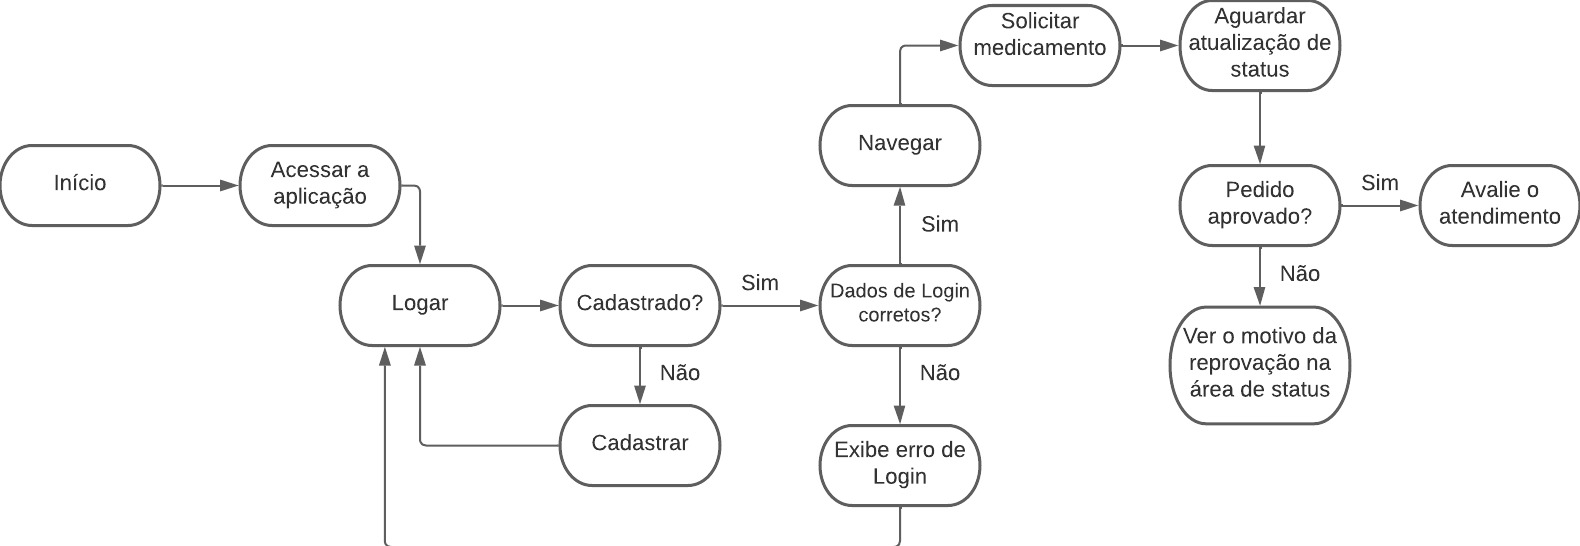 Início
Acessar a
aplicação
Logar
Cadastrado?
Sim
Não
Cadastrar
Dados de Login
corretos?
Sim
Não
Exibe erro de
Login
Navegar
Solicitar
medicamento
Aguardar
atualização de
status
Pedido
aprovado?
Sim
Avalie o
atendimento
Não
Ver o motivo da
reprovação na
área de status